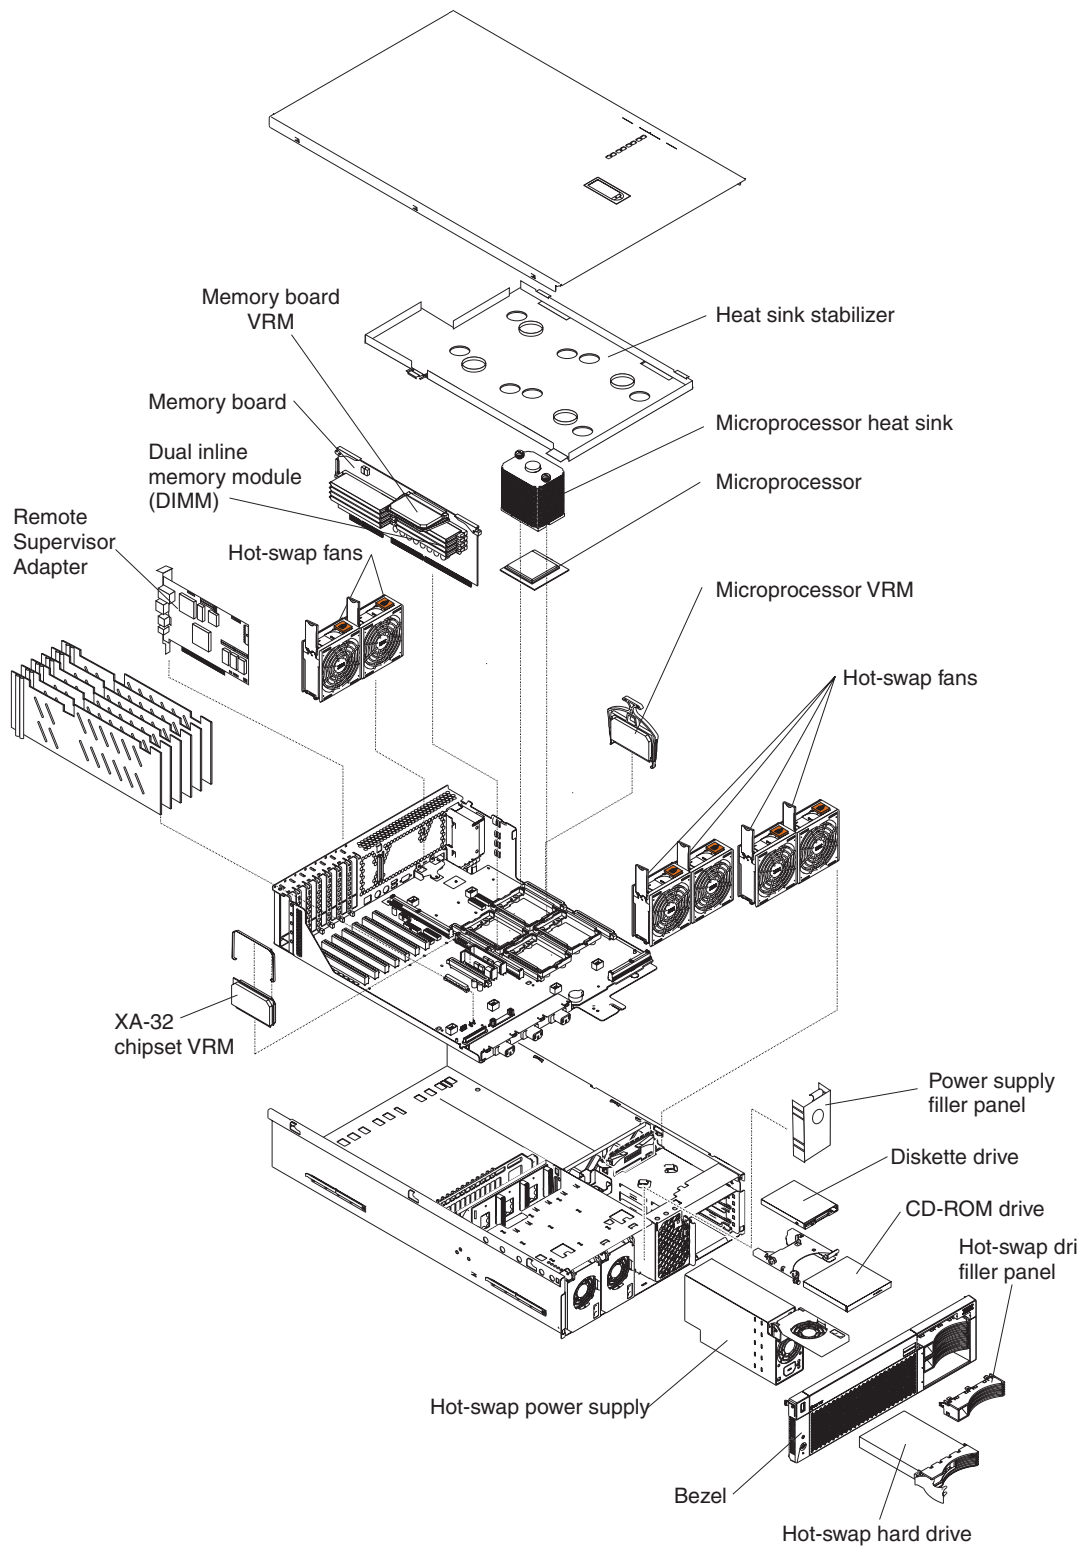 Memory board
VRM
Heat sink stabilizer
Memory board
Microprocessor heat sink
Dual inline
memory module
(DIMM)
Microprocessor
Remote
Supervisor
Adapter
Hot-swap fans
Microprocessor VRM
Hot-swap fans
XA-32
chipset VRM
Power supply
filler panel
Diskette drive
CD-ROM drive
Hot-swap dri
filler panel
Hot-swap power supply
Bezel
Hot-swap hard drive